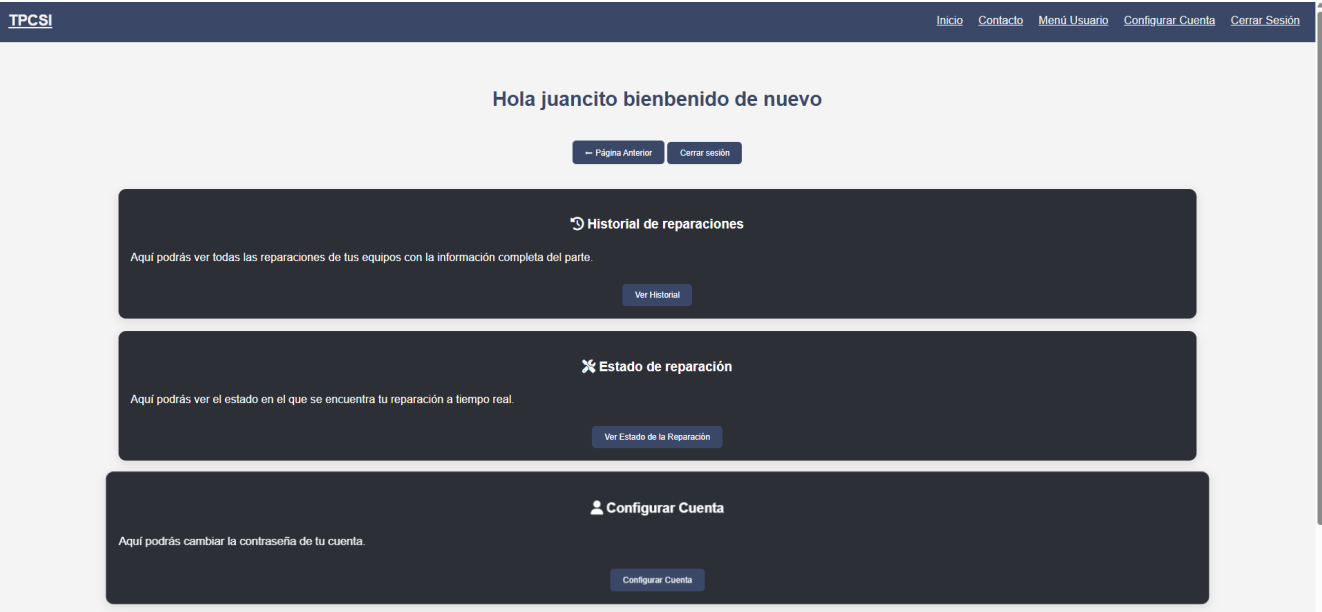 TPCSI
Inicio Contacto Menú Usuario Configurar Cuenta Cerrar Sesión
Hola juancito bienbenido de nuevo
← Página Anterior Cerrar sesión
Historial de reparaciones
Aquí podrás ver todas las reparaciones de tus equipos con la información completa del parte.
Ver Historial
Estado de reparación
Aquí podrás ver el estado en el que se encuentra tu reparación a tiempo real.
Ver Estado de la Reparación
Configurar Cuenta
Aquí podrás cambiar la contraseña de tu cuenta.
Configurar Cuenta